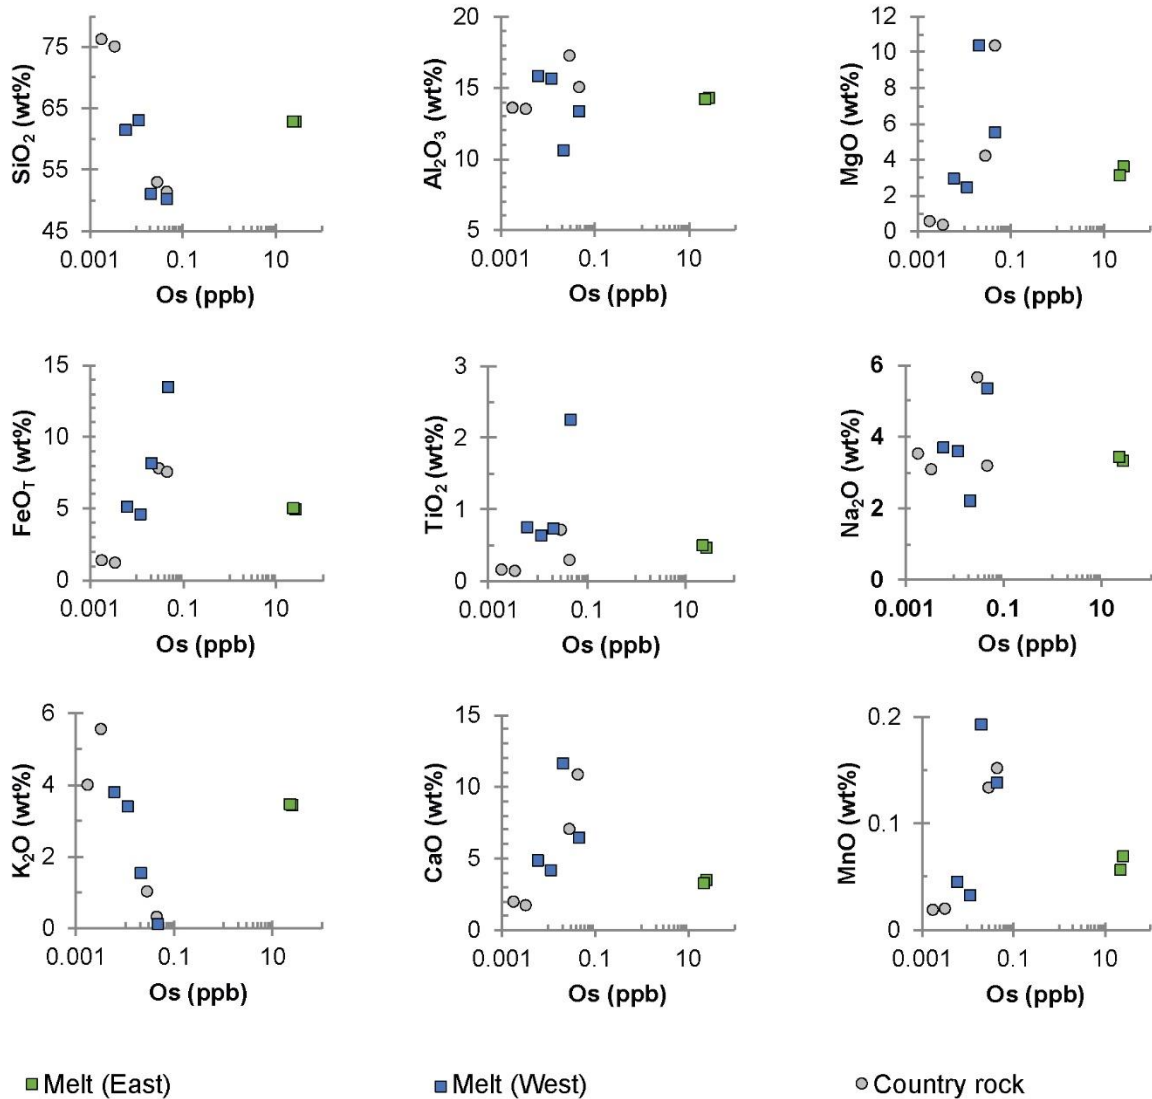 SiO₂ (wt%)
75
65
55
45
0.001 0.1 10
Os (ppb)
Al₂O₃ (wt%)
20
15
10
5
0.001 0.1 10
Os (ppb)
MgO (wt%)
12
10
8
6
4
2
0
0.001 0.1 10
Os (ppb)
FeO_T (wt%)
15
10
5
0
0.001 0.1 10
Os (ppb)
TiO₂ (wt%)
3
2
1
0
0.001 0.1 10
Os (ppb)
Na₂O (wt%)
6
4
2
0
0.001 0.1 10
Os (ppb)
K₂O (wt%)
6
4
2
0
0.001 0.1 10
Os (ppb)
CaO (wt%)
15
10
5
0
0.001 0.1 10
Os (ppb)
MnO (wt%)
0.2
0.1
0
0.001 0.1 10
Os (ppb)
Melt (East) Melt (West) Country rock